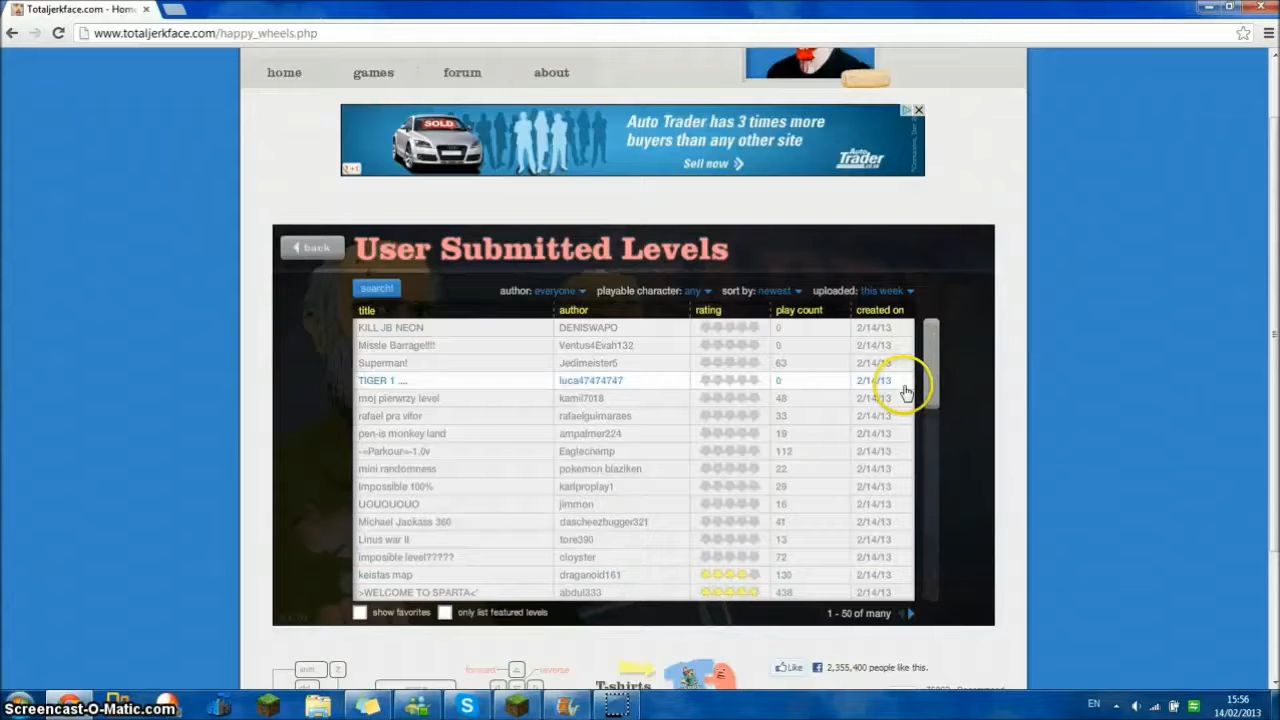 Totaljerkface.com - Hom
www.totaljerkface.com/happy_wheels.php
home games forum about
SOLD
Auto Trader has 3 times more
buyers than any other site
Sell now
Auto
Trader
+1
back
User Submitted Levels
search! author: everyone playable character: any sort by: newest uploaded: this week
title author rating play count created on
KILL JB NEON DENISWAPO 0 2/14/13
Missle Barrage!!!! Ventus4Evah132 0 2/14/13
Superman! Jedimeister5 63 2/14/13
TIGER 1 .... luca47474747 0 2/14/13
moj pierwrzy level kamil7018 48 2/14/13
rafael pra vitor rafaelguimaraes 33 2/14/13
pen-is monkey land ampalmer224 19 2/14/13
-=Parkour=-1.0v Eaglechamp 112 2/14/13
mini randomness pokemon blaziken 22 2/14/13
Impossible 100% karlproplay1 29 2/14/13
UOUOUOUO jimmon 16 2/14/13
Michael Jackass 360 dascheezbugger321 41 2/14/13
Linus war II tore390 13 2/14/13
imposible level????? cloyster 72 2/14/13
keistas map draganoid161 130 2/14/13
>WELCOME TO SPARTA<' abdul333 438 2/14/13
show favorites only list featured levels 1 - 50 of many
shift Z forward reverse
Like 2,355,400 people like this.
T-shirts
EN 15:56
14/02/2013
Screencast-O-Matic.com